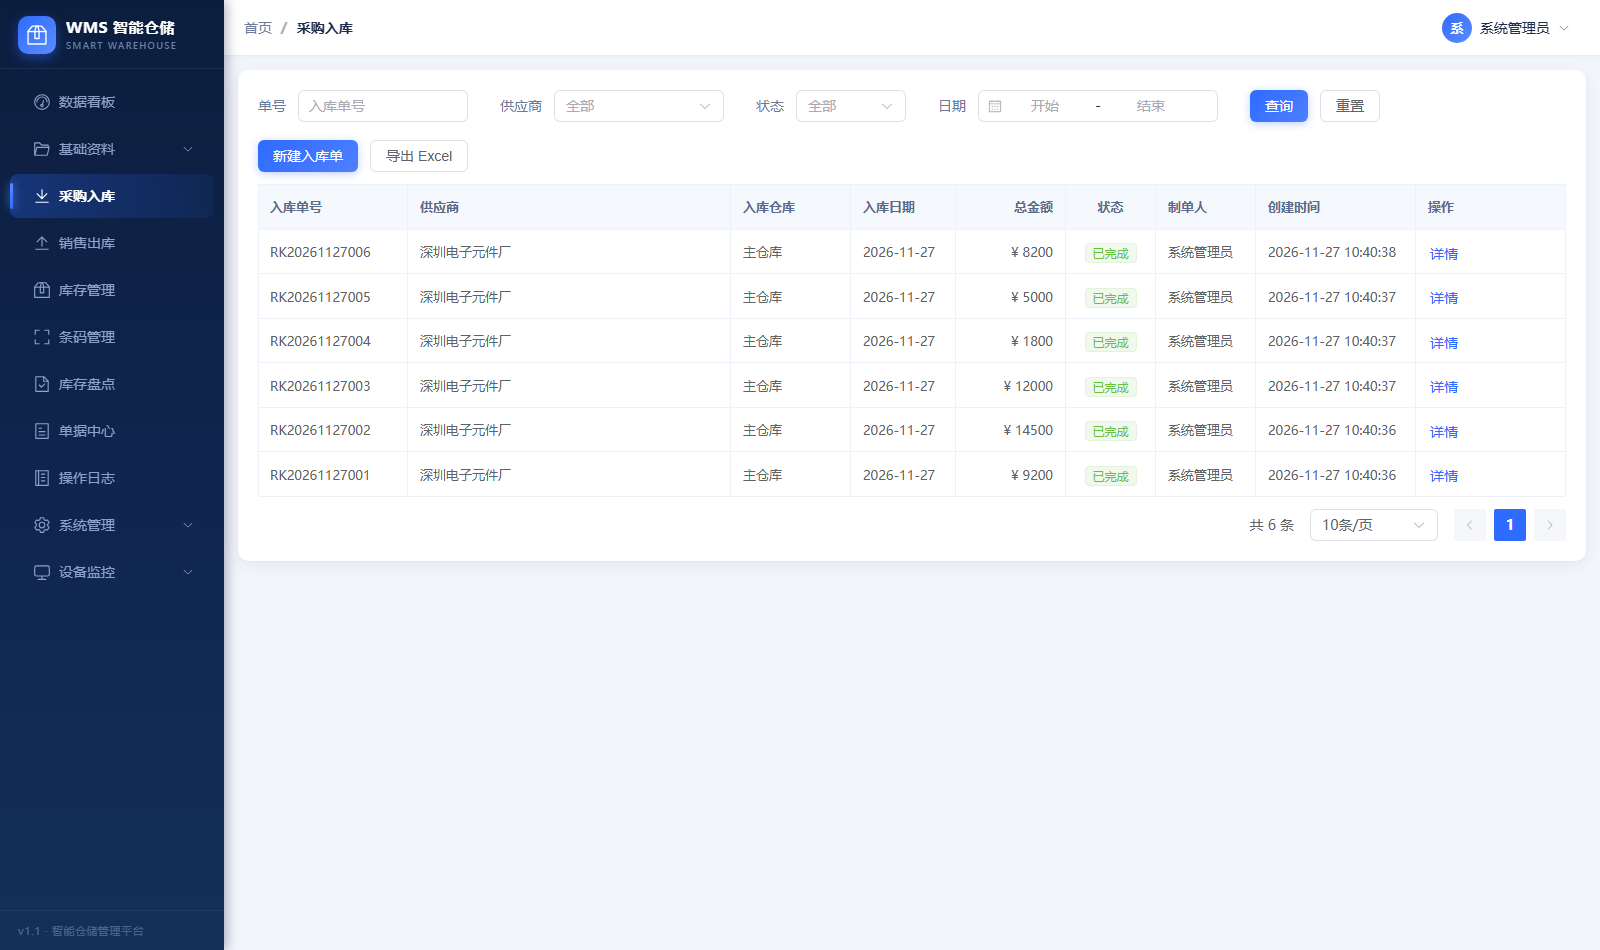 WMS 智能仓储
SMART WAREHOUSE
数据看板
基础资料
采购入库
销售出库
库存管理
条码管理
库存盘点
单据中心
操作日志
系统管理
设备监控
v1.1 · 智能仓储管理平台
首页 / 采购入库
系 系统管理员
单号 入库单号 供应商 全部 状态 全部 日期 开始 - 结束 查询 重置
新建入库单 导出 Excel
入库单号 供应商 入库仓库 入库日期 总金额 状态 制单人 创建时间 操作
RK20261127006 深圳电子元件厂 主仓库 2026-11-27 ¥ 8200 已完成 系统管理员 2026-11-27 10:40:38 详情
RK20261127005 深圳电子元件厂 主仓库 2026-11-27 ¥ 5000 已完成 系统管理员 2026-11-27 10:40:37 详情
RK20261127004 深圳电子元件厂 主仓库 2026-11-27 ¥ 1800 已完成 系统管理员 2026-11-27 10:40:37 详情
RK20261127003 深圳电子元件厂 主仓库 2026-11-27 ¥ 12000 已完成 系统管理员 2026-11-27 10:40:37 详情
RK20261127002 深圳电子元件厂 主仓库 2026-11-27 ¥ 14500 已完成 系统管理员 2026-11-27 10:40:36 详情
RK20261127001 深圳电子元件厂 主仓库 2026-11-27 ¥ 9200 已完成 系统管理员 2026-11-27 10:40:36 详情
共 6 条 10条/页 1